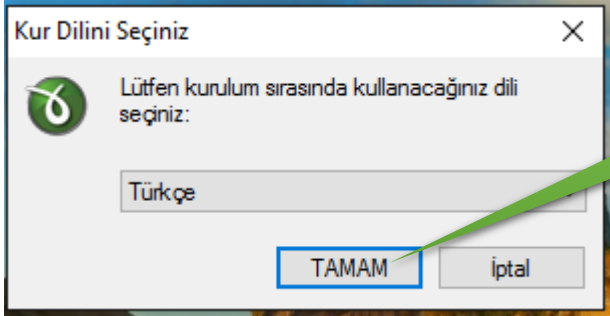 Kur Dilini Seçiniz
Lütfen kurulum sırasında kullanacağınız dili
seçiniz:
Türkçe
TAMAM
İptal